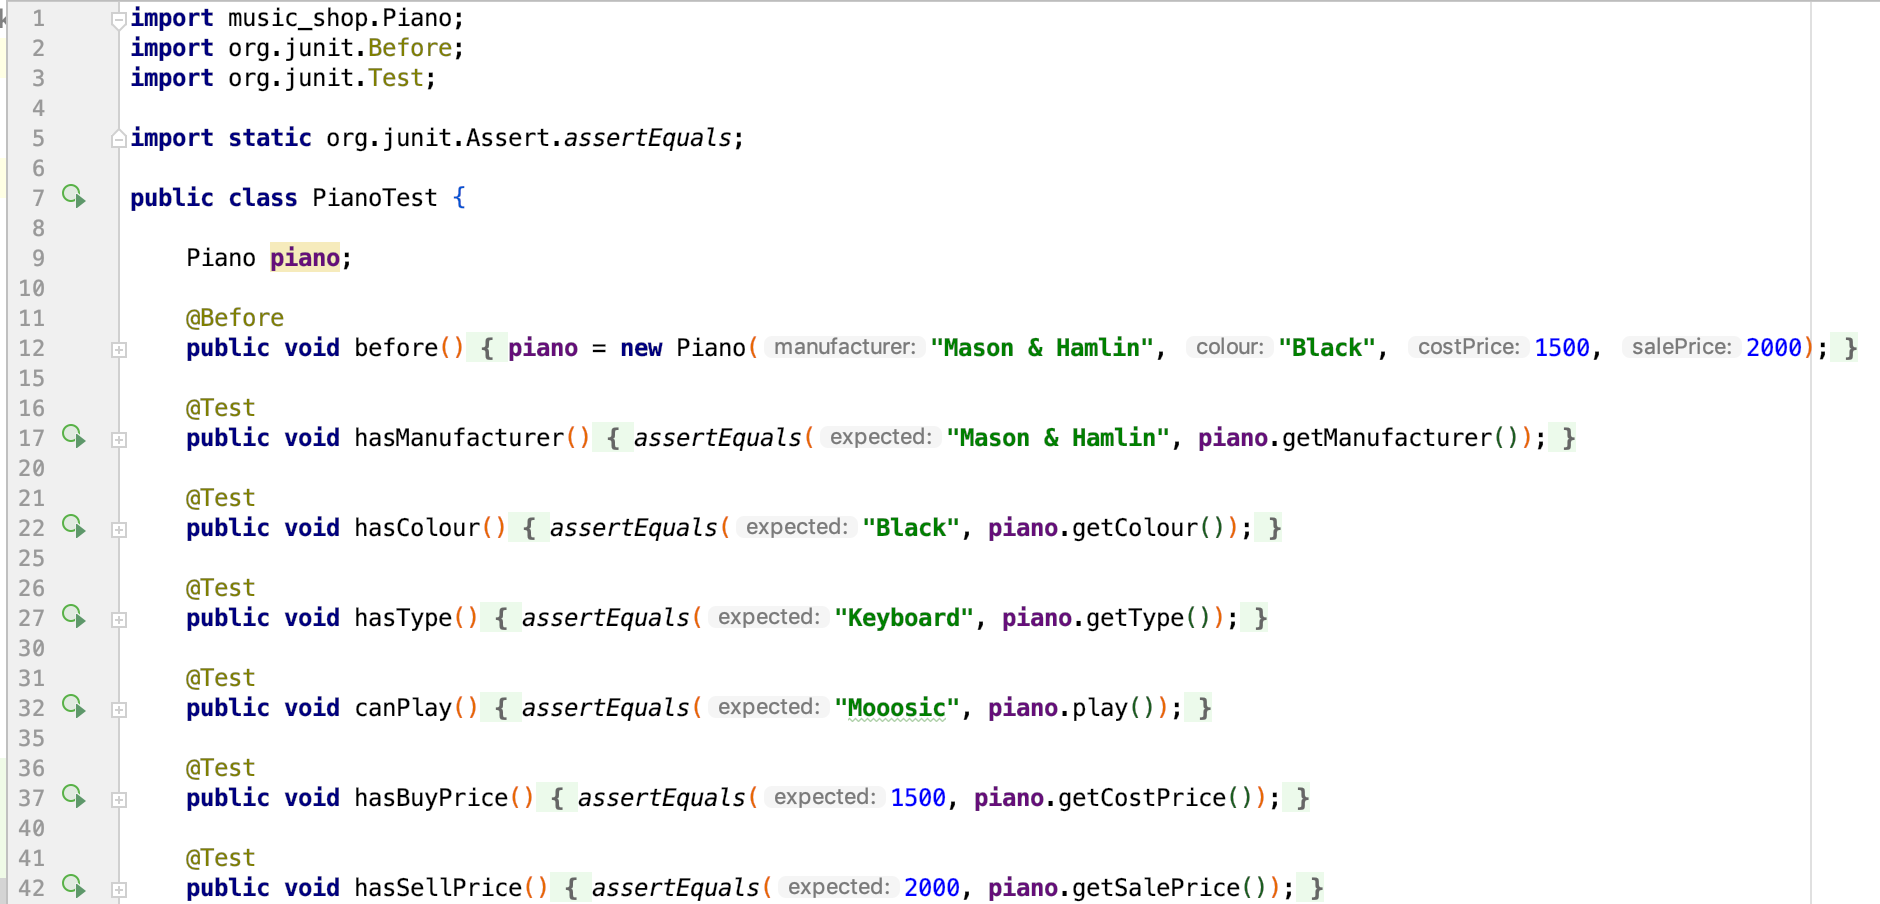 1 import music_shop.Piano;
2 import org.junit.Before;
3 import org.junit.Test;
4
5 import static org.junit.Assert.assertEquals;
6
7 public class PianoTest {
8
9 Piano piano;
10
11 @Before
12 public void before() { piano = new Piano( manufacturer: "Mason & Hamlin", colour: "Black", costPrice: 1500, salePrice: 2000); }
15
16 @Test
17 public void hasManufacturer() { assertEquals( expected: "Mason & Hamlin", piano.getManufacturer()); }
20
21 @Test
22 public void hasColour() { assertEquals( expected: "Black", piano.getColour()); }
25
26 @Test
27 public void hasType() { assertEquals( expected: "Keyboard", piano.getType()); }
30
31 @Test
32 public void canPlay() { assertEquals( expected: "Mooosic", piano.play()); }
35
36 @Test
37 public void hasBuyPrice() { assertEquals( expected: 1500, piano.getCostPrice()); }
40
41 @Test
42 public void hasSellPrice() { assertEquals( expected: 2000, piano.getSalePrice()); }